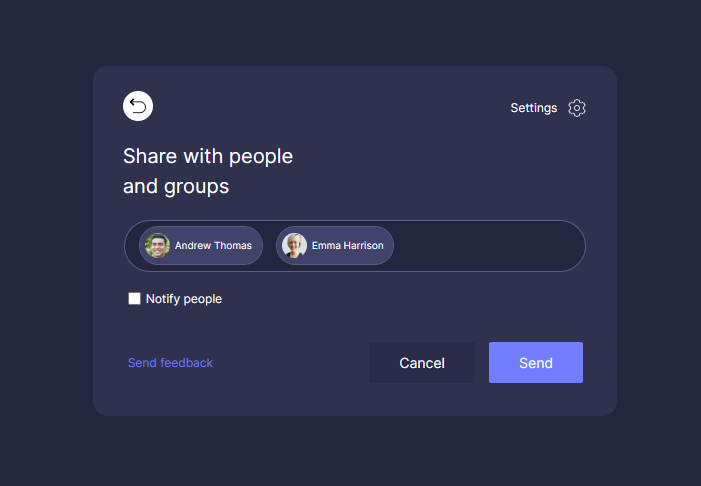 Settings
Share with people
and groups
Andrew Thomas
Emma Harrison
Notify people
Send feedback
Cancel
Send